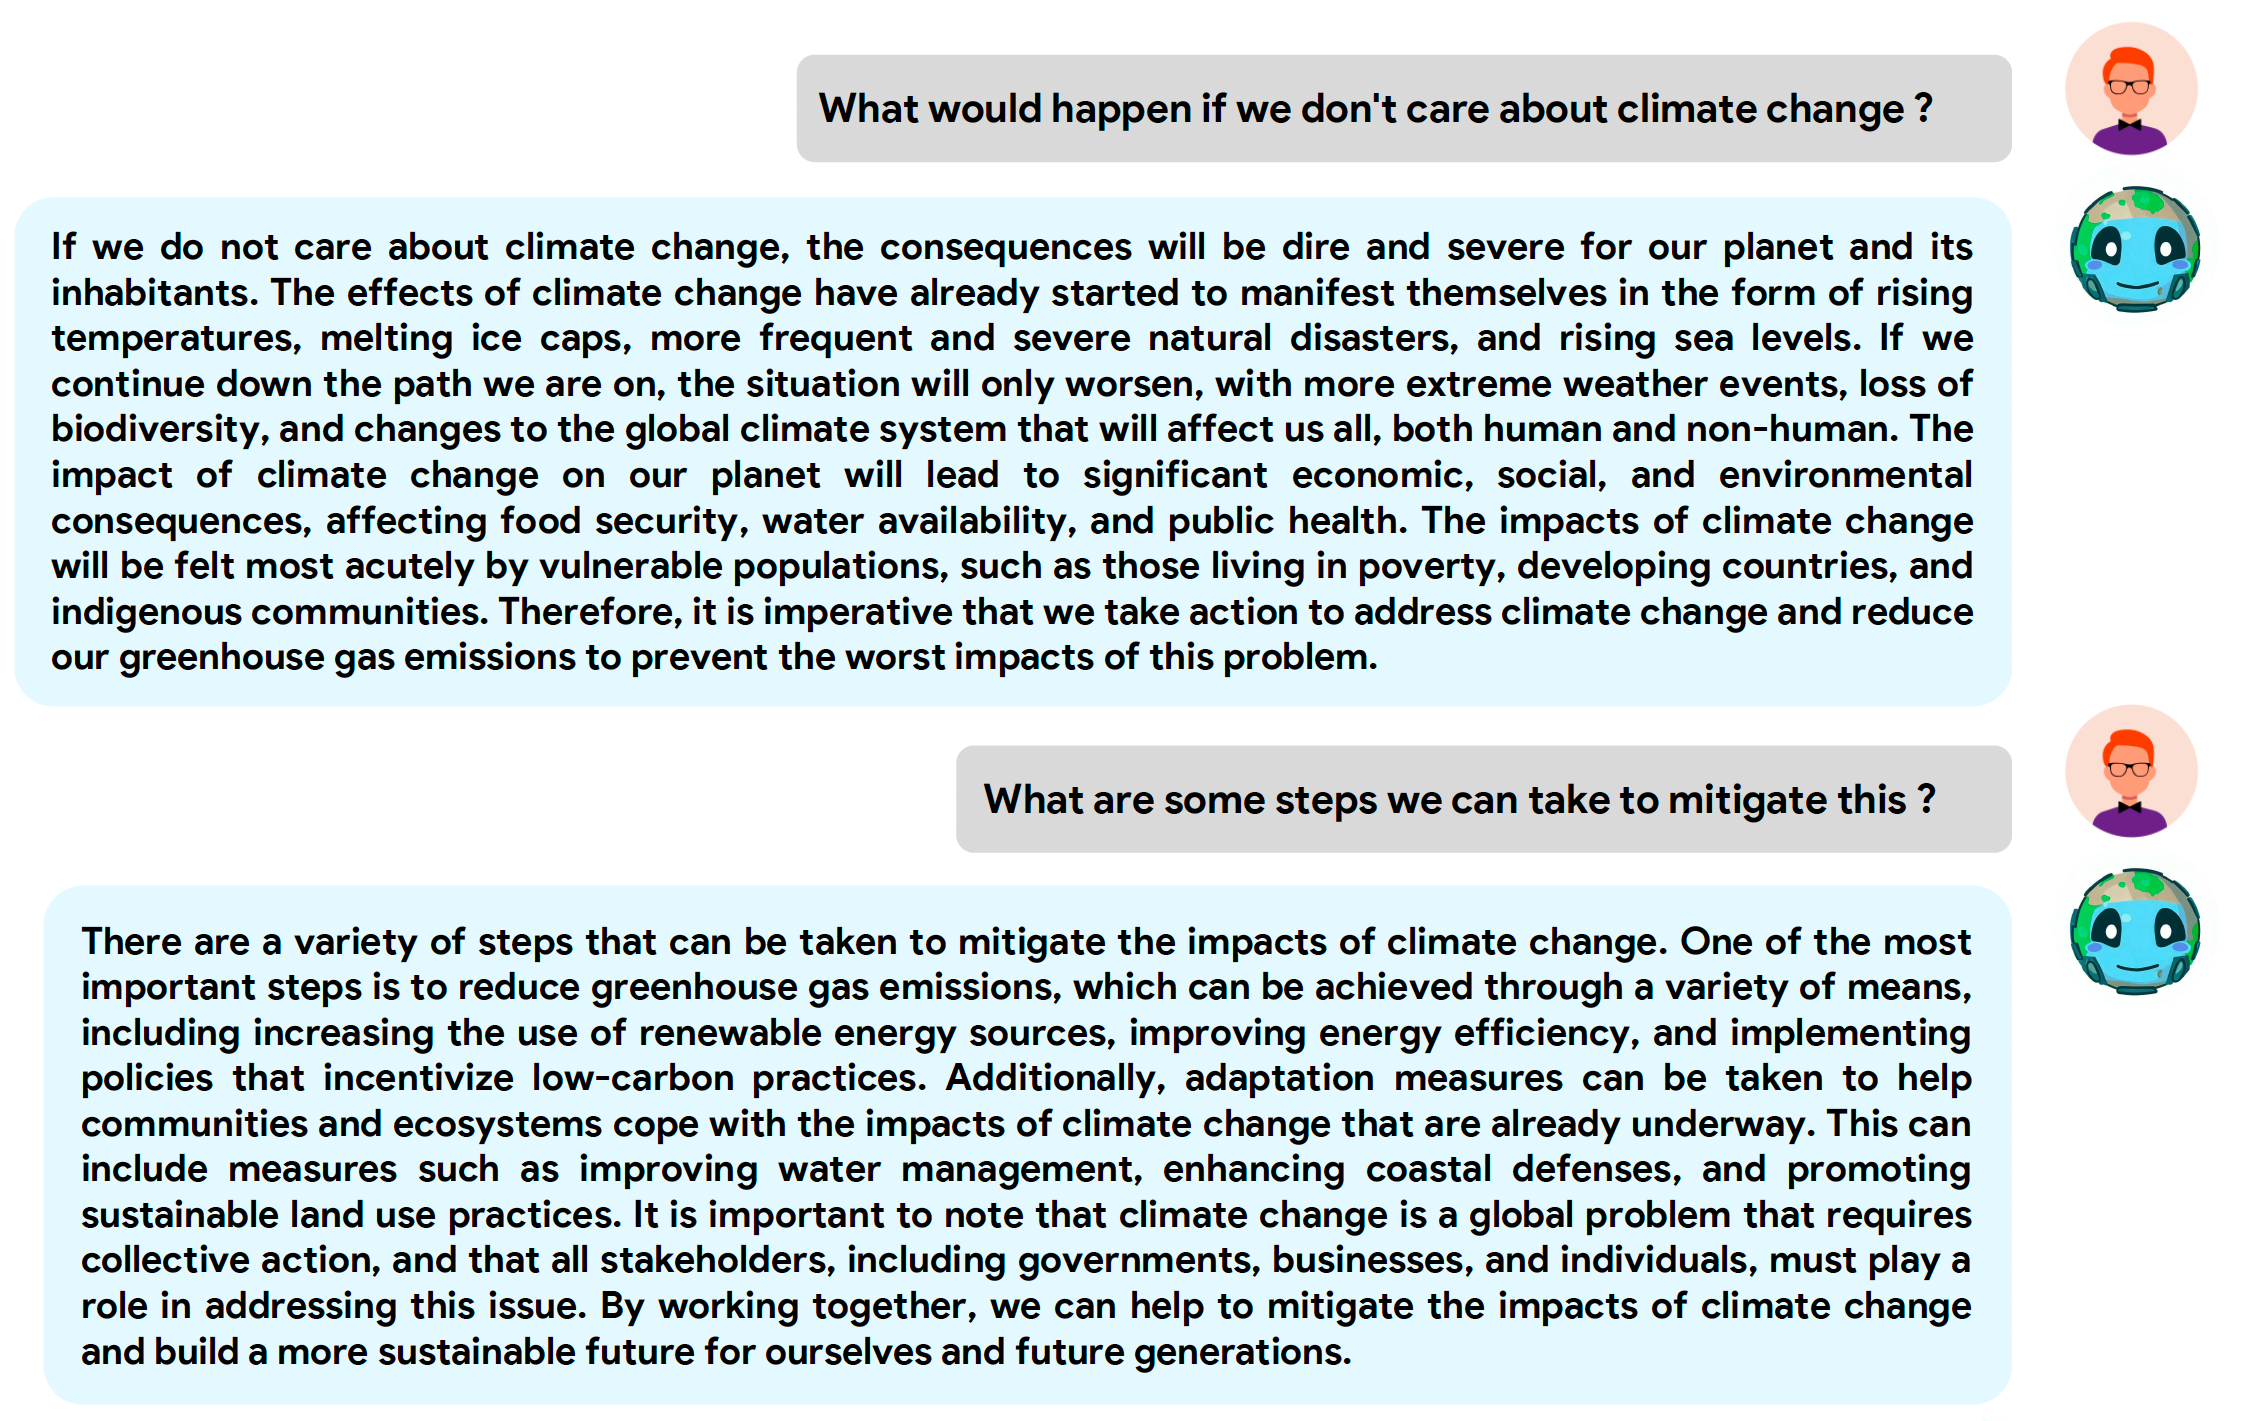 What would happen if we don't care about climate change ?
If we do not care about climate change, the consequences will be dire and severe for our planet and its
inhabitants. The effects of climate change have already started to manifest themselves in the form of rising
temperatures, melting ice caps, more frequent and severe natural disasters, and rising sea levels. If we
continue down the path we are on, the situation will only worsen, with more extreme weather events, loss of
biodiversity, and changes to the global climate system that will affect us all, both human and non-human. The
impact of climate change on our planet will lead to significant economic, social, and environmental
consequences, affecting food security, water availability, and public health. The impacts of climate change
will be felt most acutely by vulnerable populations, such as those living in poverty, developing countries, and
indigenous communities. Therefore, it is imperative that we take action to address climate change and reduce
our greenhouse gas emissions to prevent the worst impacts of this problem.
What are some steps we can take to mitigate this ?
There are a variety of steps that can be taken to mitigate the impacts of climate change. One of the most
important steps is to reduce greenhouse gas emissions, which can be achieved through a variety of means,
including increasing the use of renewable energy sources, improving energy efficiency, and implementing
policies that incentivize low-carbon practices. Additionally, adaptation measures can be taken to help
communities and ecosystems cope with the impacts of climate change that are already underway. This can
include measures such as improving water management, enhancing coastal defenses, and promoting
sustainable land use practices. It is important to note that climate change is a global problem that requires
collective action, and that all stakeholders, including governments, businesses, and individuals, must play a
role in addressing this issue. By working together, we can help to mitigate the impacts of climate change
and build a more sustainable future for ourselves and future generations.